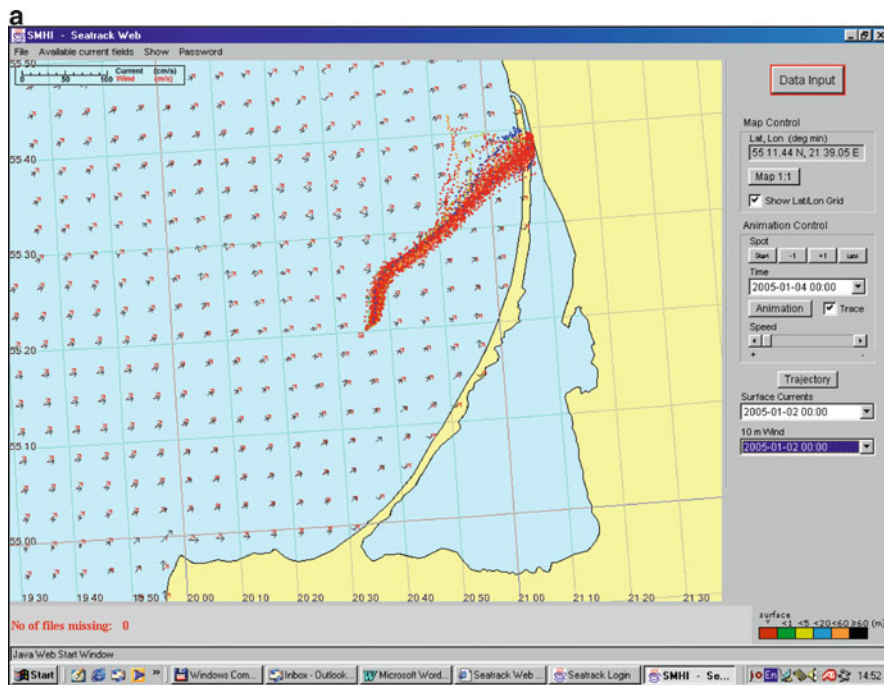 a
SMHI - Seatrack Web
File Available current fields Show Password
Current (cm/s)
Wind (m/s)
0 50 100
55.50
55.40
55.30
55.20
55.10
55.00
19 30 19 40 19 50 20 00 20 10 20 20 20 30 20 40 20 50 21 00 21 10 21 20 21 30
Data Input
Map Control
Lat, Lon (deg min)
55 11.44 N, 21 39.05 E
Map 1:1
Show Lat/Lon Grid
Animation Control
Spot
Start -1 +1 Last
Time
2005-01-04 00:00
Animation Trace
Speed
+ -
Trajectory
Surface Currents
2005-01-02 00:00
10 m Wind
2005-01-02 00:00
No of files missing: 0
surface
<1 <5 <20 <60 ≥60 (m)
Java Web Start Window
Start » Windows Com... Inbox - Outlook... Microsoft Word... Seatrack Web ... Seatrack Login SMHI - Se... En 14:52